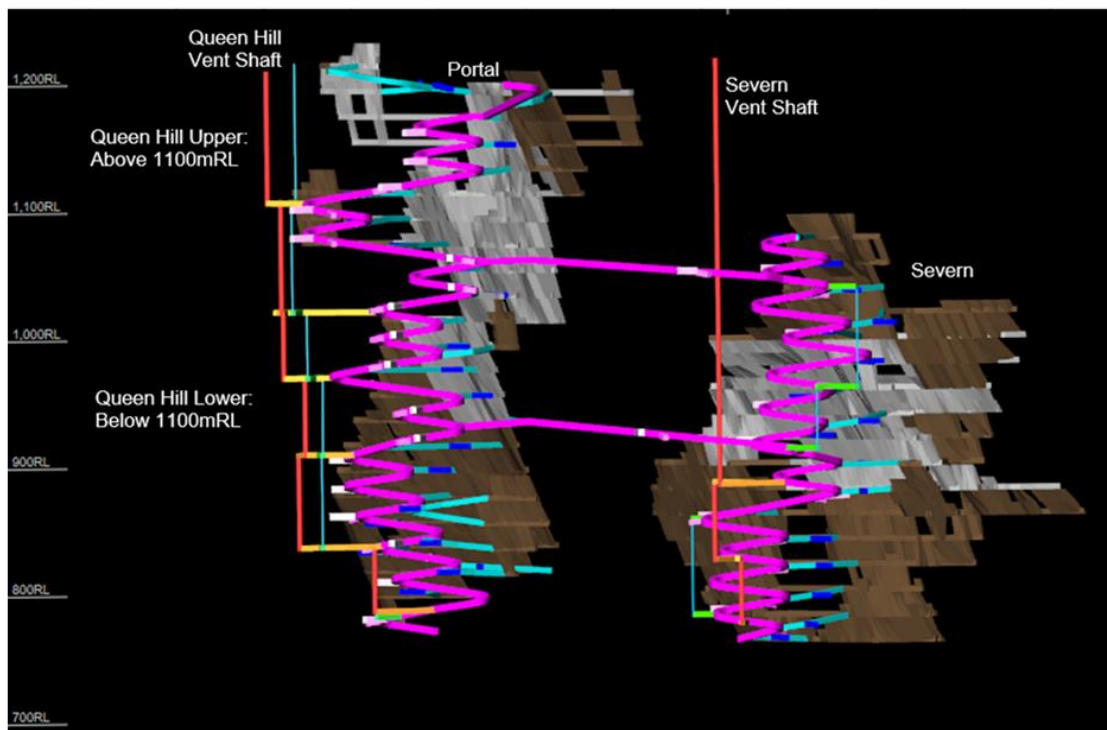 Queen Hill
Vent Shaft
Portal
Severn
Vent Shaft
1,200RL
Queen Hill Upper:
Above 1100mRL
1,100RL
Severn
1,000RL
Queen Hill Lower:
Below 1100mRL
900RL
800RL
700RL